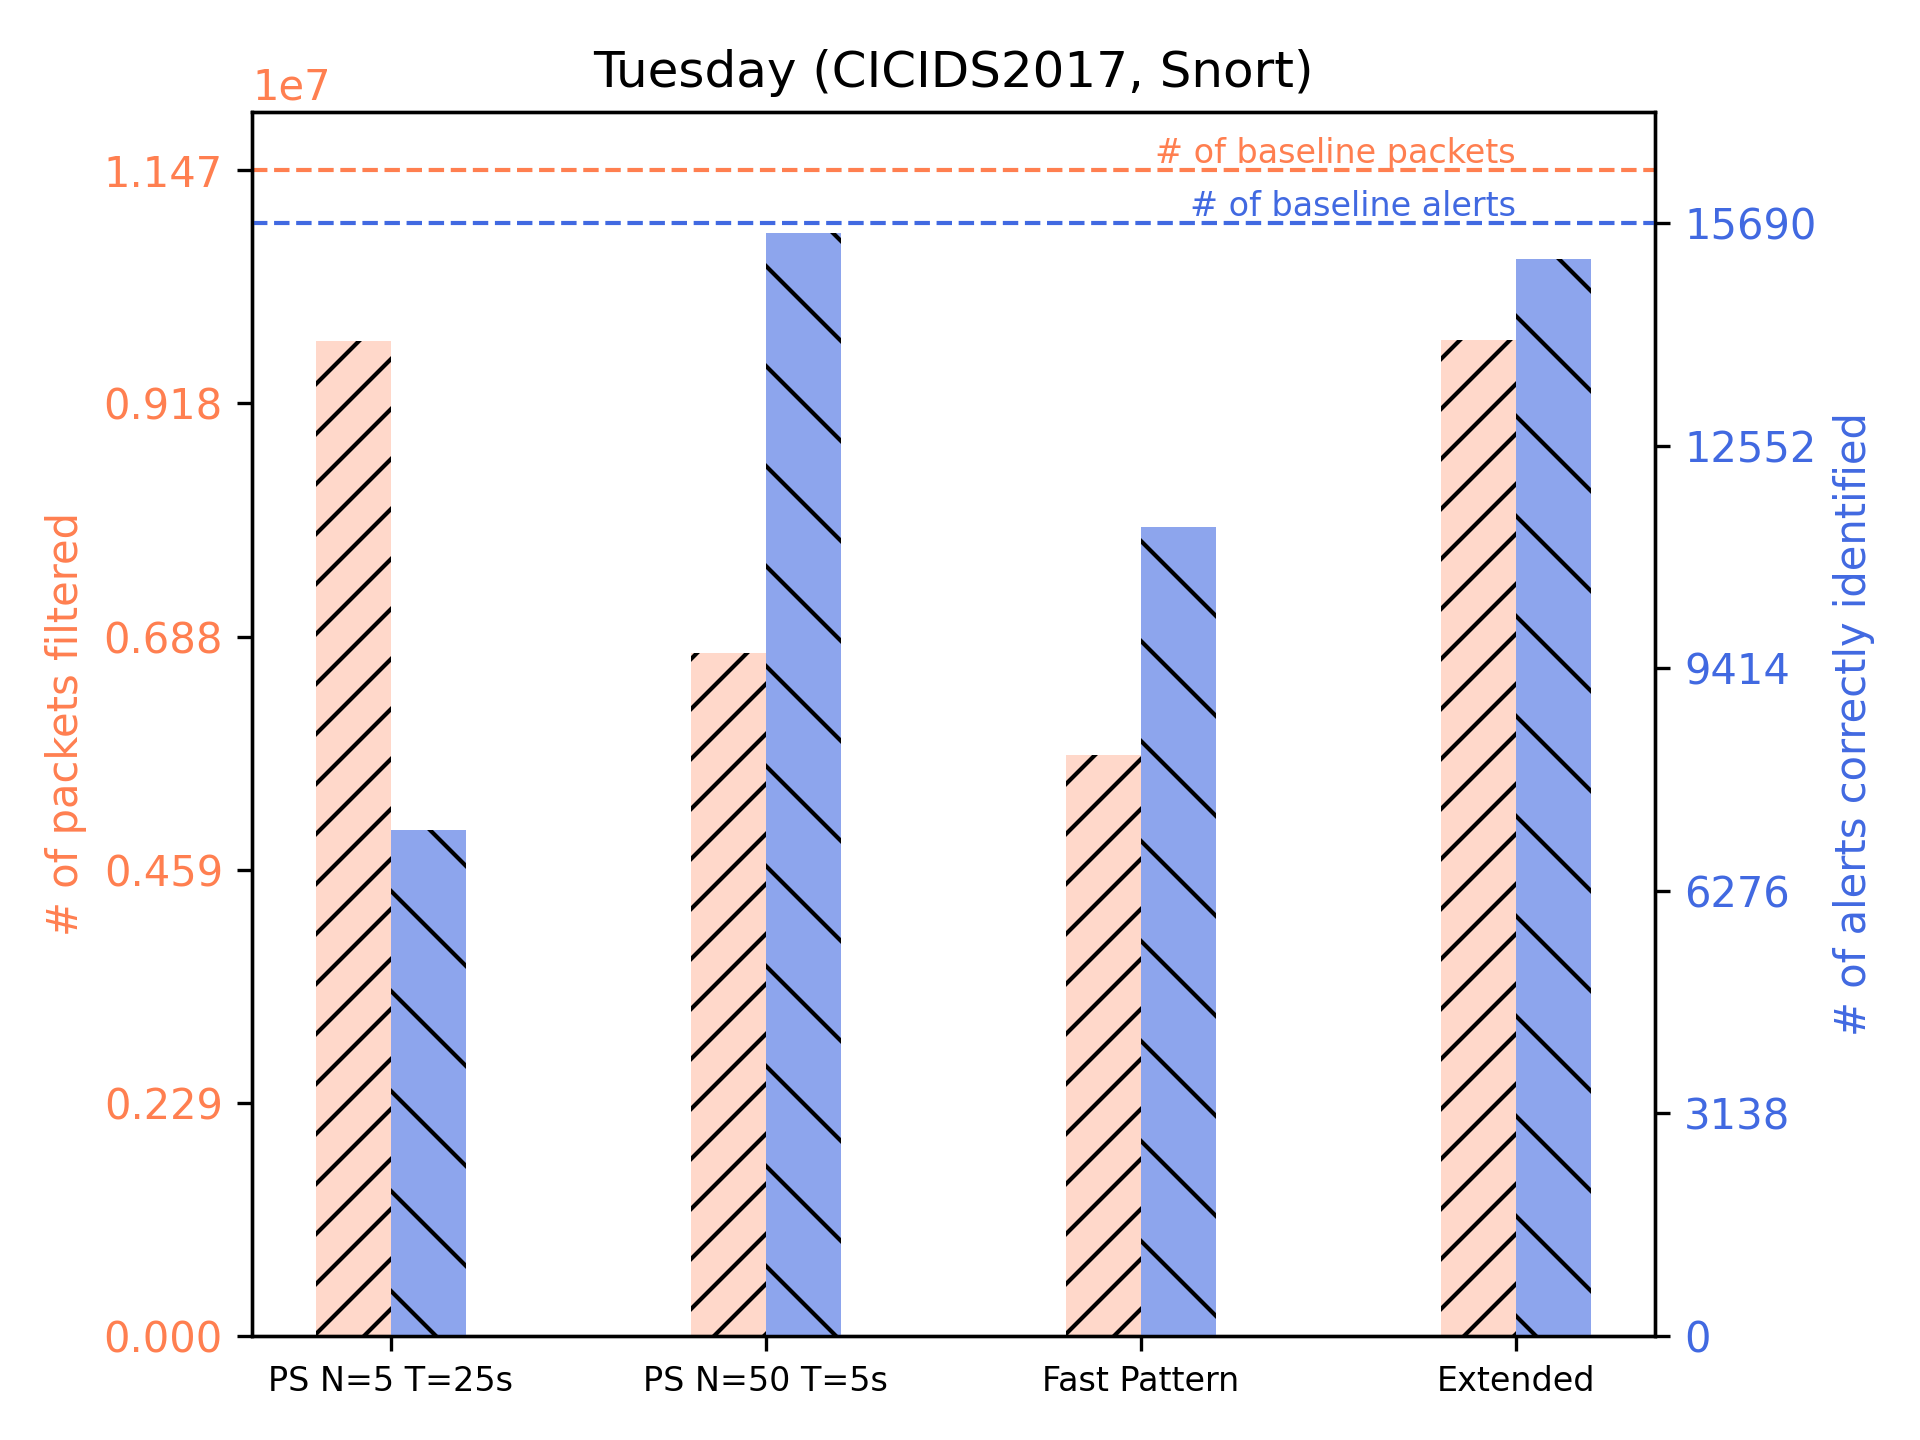 Tuesday (CICIDS2017, Snort)
1e7
# of baseline packets
1.147
# of baseline alerts
15690
0.918
12552
0.688
9414
0.459
6276
0.229
3138
0.000
0
# of packets filtered
# of alerts correctly identified
PS N=5 T=25s
PS N=50 T=5s
Fast Pattern
Extended